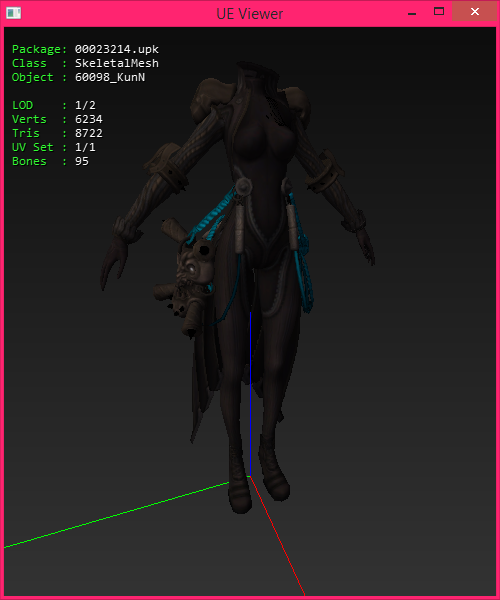 UE Viewer
Package: 00023214.upk
Class : SkeletalMesh
Object : 60098_KunN
LOD : 1/2
Verts : 6234
Tris : 8722
UV Set : 1/1
Bones : 95